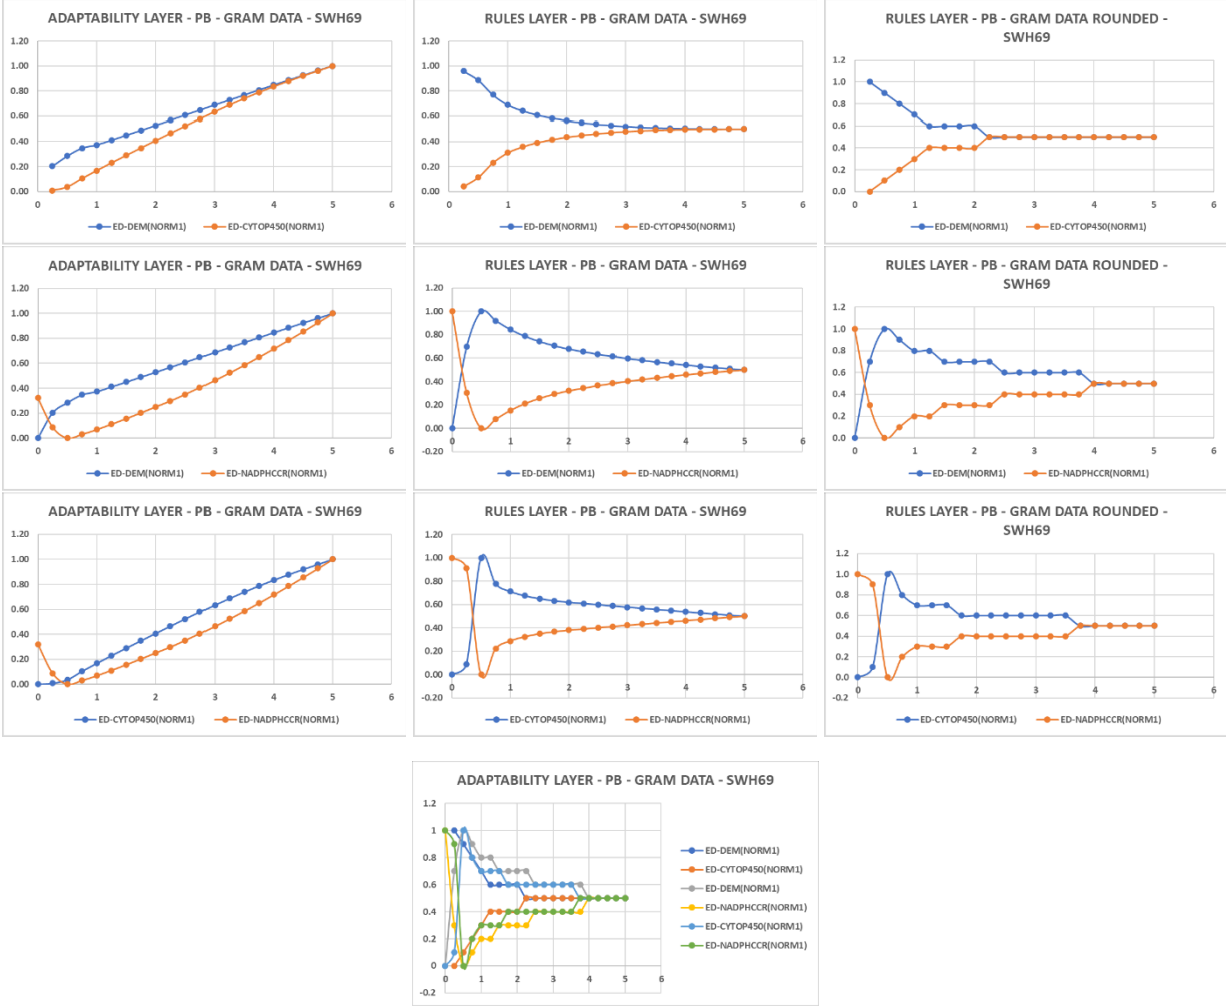 ADAPTABILITY LAYER - PB - GRAM DATA - SWH69
1.20
1.00
0.80
0.60
0.40
0.20
0.00
0 1 2 3 4 5 6
ED-DEM(NORM1) ED-CYTOP450(NORM1)
RULES LAYER - PB - GRAM DATA - SWH69
1.20
1.00
0.80
0.60
0.40
0.20
0.00
0 1 2 3 4 5 6
ED-DEM(NORM1) ED-CYTOP450(NORM1)
RULES LAYER - PB - GRAM DATA ROUNDED -
SWH69
1.2
1.0
0.8
0.6
0.4
0.2
0.0
0 1 2 3 4 5 6
ED-DEM(NORM1) ED-CYTOP450(NORM1)
ADAPTABILITY LAYER - PB - GRAM DATA - SWH69
1.20
1.00
0.80
0.60
0.40
0.20
0.00
0 1 2 3 4 5 6
ED-DEM(NORM1) ED-NADPHCCR(NORM1)
RULES LAYER - PB - GRAM DATA - SWH69
1.20
1.00
0.80
0.60
0.40
0.20
0.00
-0.20
0 1 2 3 4 5 6
ED-DEM(NORM1) ED-NADPHCCR(NORM1)
RULES LAYER - PB - GRAM DATA ROUNDED -
SWH69
1.2
1.0
0.8
0.6
0.4
0.2
0.0
0 1 2 3 4 5 6
ED-DEM(NORM1) ED-NADPHCCR(NORM1)
ADAPTABILITY LAYER - PB - GRAM DATA - SWH69
1.20
1.00
0.80
0.60
0.40
0.20
0.00
0 1 2 3 4 5 6
ED-CYTOP450(NORM1) ED-NADPHCCR(NORM1)
RULES LAYER - PB - GRAM DATA - SWH69
1.20
1.00
0.80
0.60
0.40
0.20
0.00
-0.20
0 1 2 3 4 5 6
ED-CYTOP450(NORM1) ED-NADPHCCR(NORM1)
RULES LAYER - PB - GRAM DATA ROUNDED -
SWH69
1.2
1.0
0.8
0.6
0.4
0.2
0.0
-0.2
0 1 2 3 4 5 6
ED-CYTOP450(NORM1) ED-NADPHCCR(NORM1)
ADAPTABILITY LAYER - PB - GRAM DATA - SWH69
1.2
1
0.8
0.6
0.4
0.2
0
-0.2
0 1 2 3 4 5 6
ED-DEM(NORM1)
ED-CYTOP450(NORM1)
ED-DEM(NORM1)
ED-NADPHCCR(NORM1)
ED-CYTOP450(NORM1)
ED-NADPHCCR(NORM1)